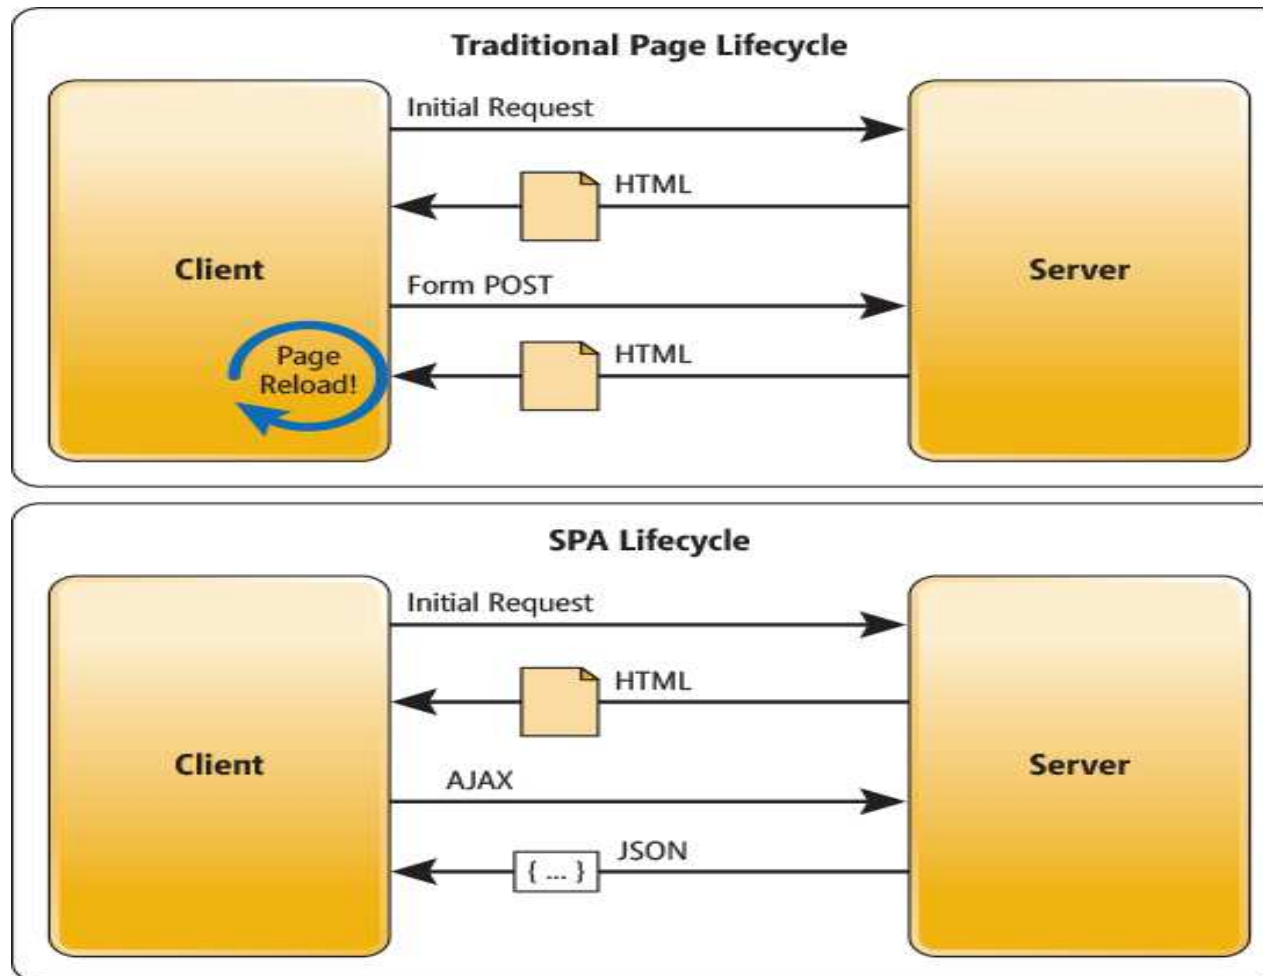 Traditional Page Lifecycle
Initial Request
HTML
Client
Server
Form POST
HTML
Page
Reload!
SPA Lifecycle
Initial Request
HTML
Client
Server
AJAX
JSON
{ ... }